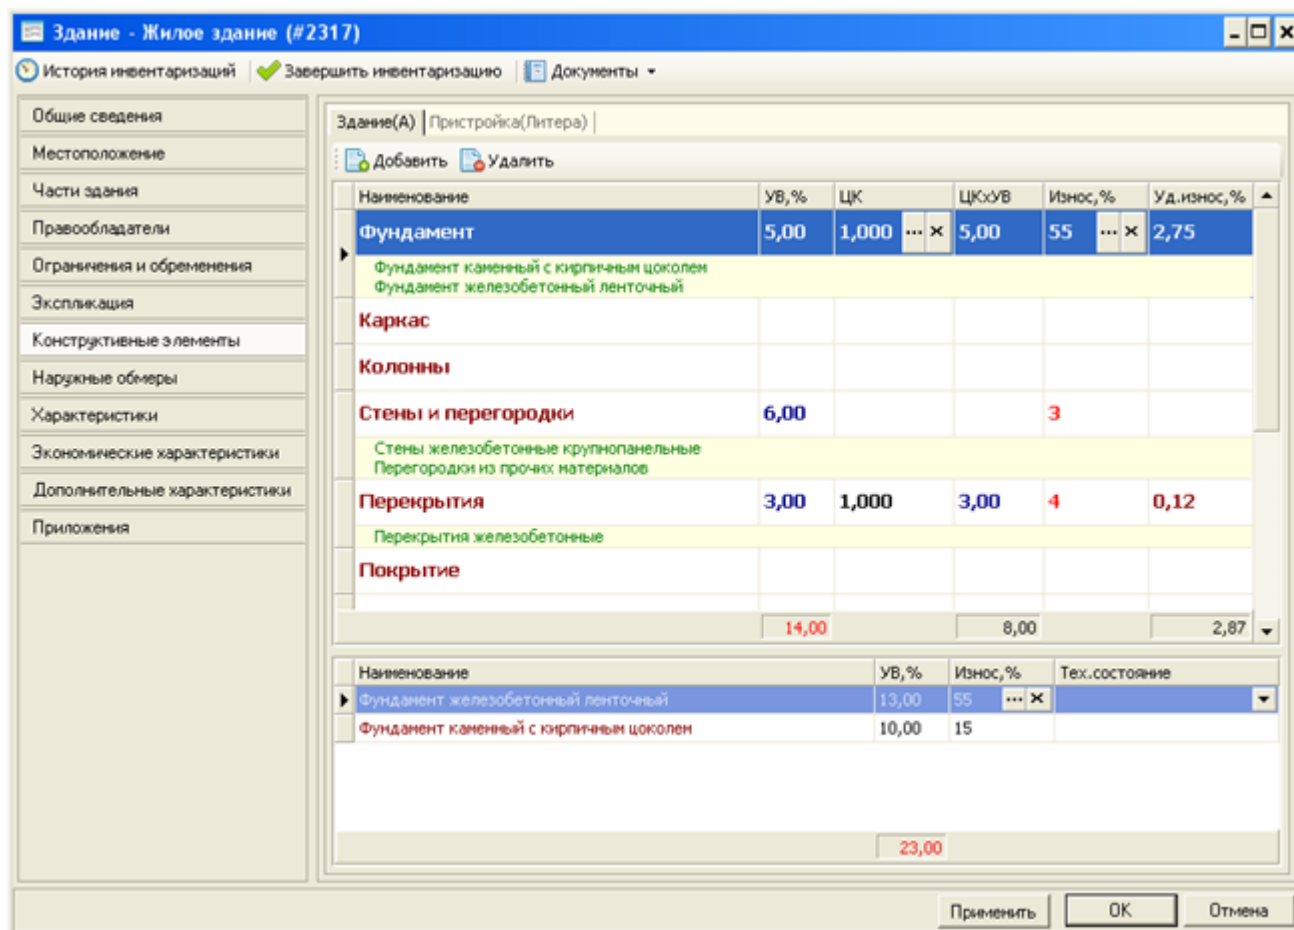 Здание - Жилое здание (#2317)
История инвентаризаций Завершить инвентаризацию Документы
Общие сведения
Местоположение
Части здания
Правообладатели
Ограничения и обременения
Экспликация
Конструктивные элементы
Наружные обмеры
Характеристики
Экономические характеристики
Дополнительные характеристики
Приложения
Здание(А) Пристройка(Литера)
Добавить Удалить
Наименование УВ,% ЦК ЦКхУВ Износ,% Уд.износ,%
Фундамент 5,00 1,000 ... × 5,00 55 ... × 2,75
Фундамент каменный с кирпичным цоколем
Фундамент железобетонный ленточный
Каркас
Колонны
Стены и перегородки 6,00 3
Стены железобетонные крупнопанельные
Перегородки из прочих материалов
Перекрытия 3,00 1,000 3,00 4 0,12
Перекрытия железобетонные
Покрытие
14,00 8,00 2,87
Наименование УВ,% Износ,% Тех.состояние
Фундамент железобетонный ленточный 13,00 55 ... ×
Фундамент каменный с кирпичным цоколем 10,00 15
23,00
Применить ОК Отмена